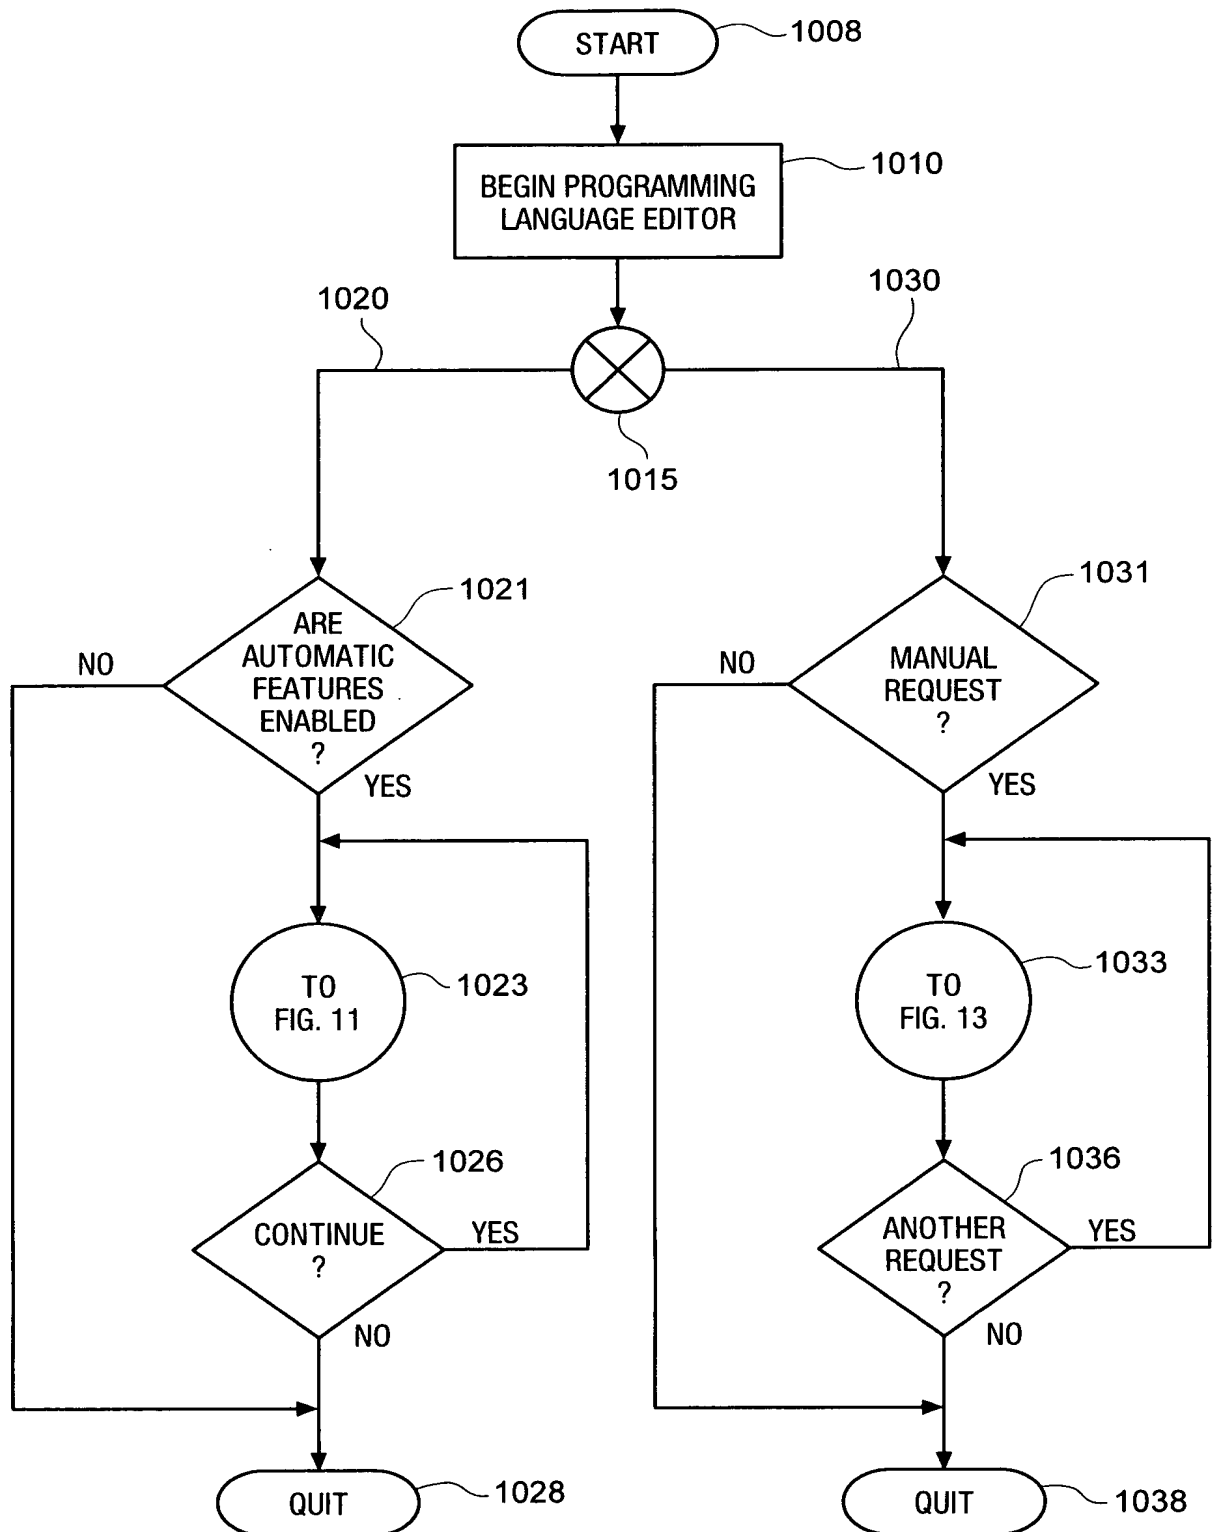 START
1008
BEGIN PROGRAMMING
LANGUAGE EDITOR
1010
1020
1030
1015
ARE
AUTOMATIC
FEATURES
ENABLED
?
1021
NO
YES
MANUAL
REQUEST
?
1031
NO
YES
TO
FIG. 11
1023
TO
FIG. 13
1033
CONTINUE
?
1026
YES
NO
ANOTHER
REQUEST
?
1036
YES
NO
QUIT
1028
QUIT
1038